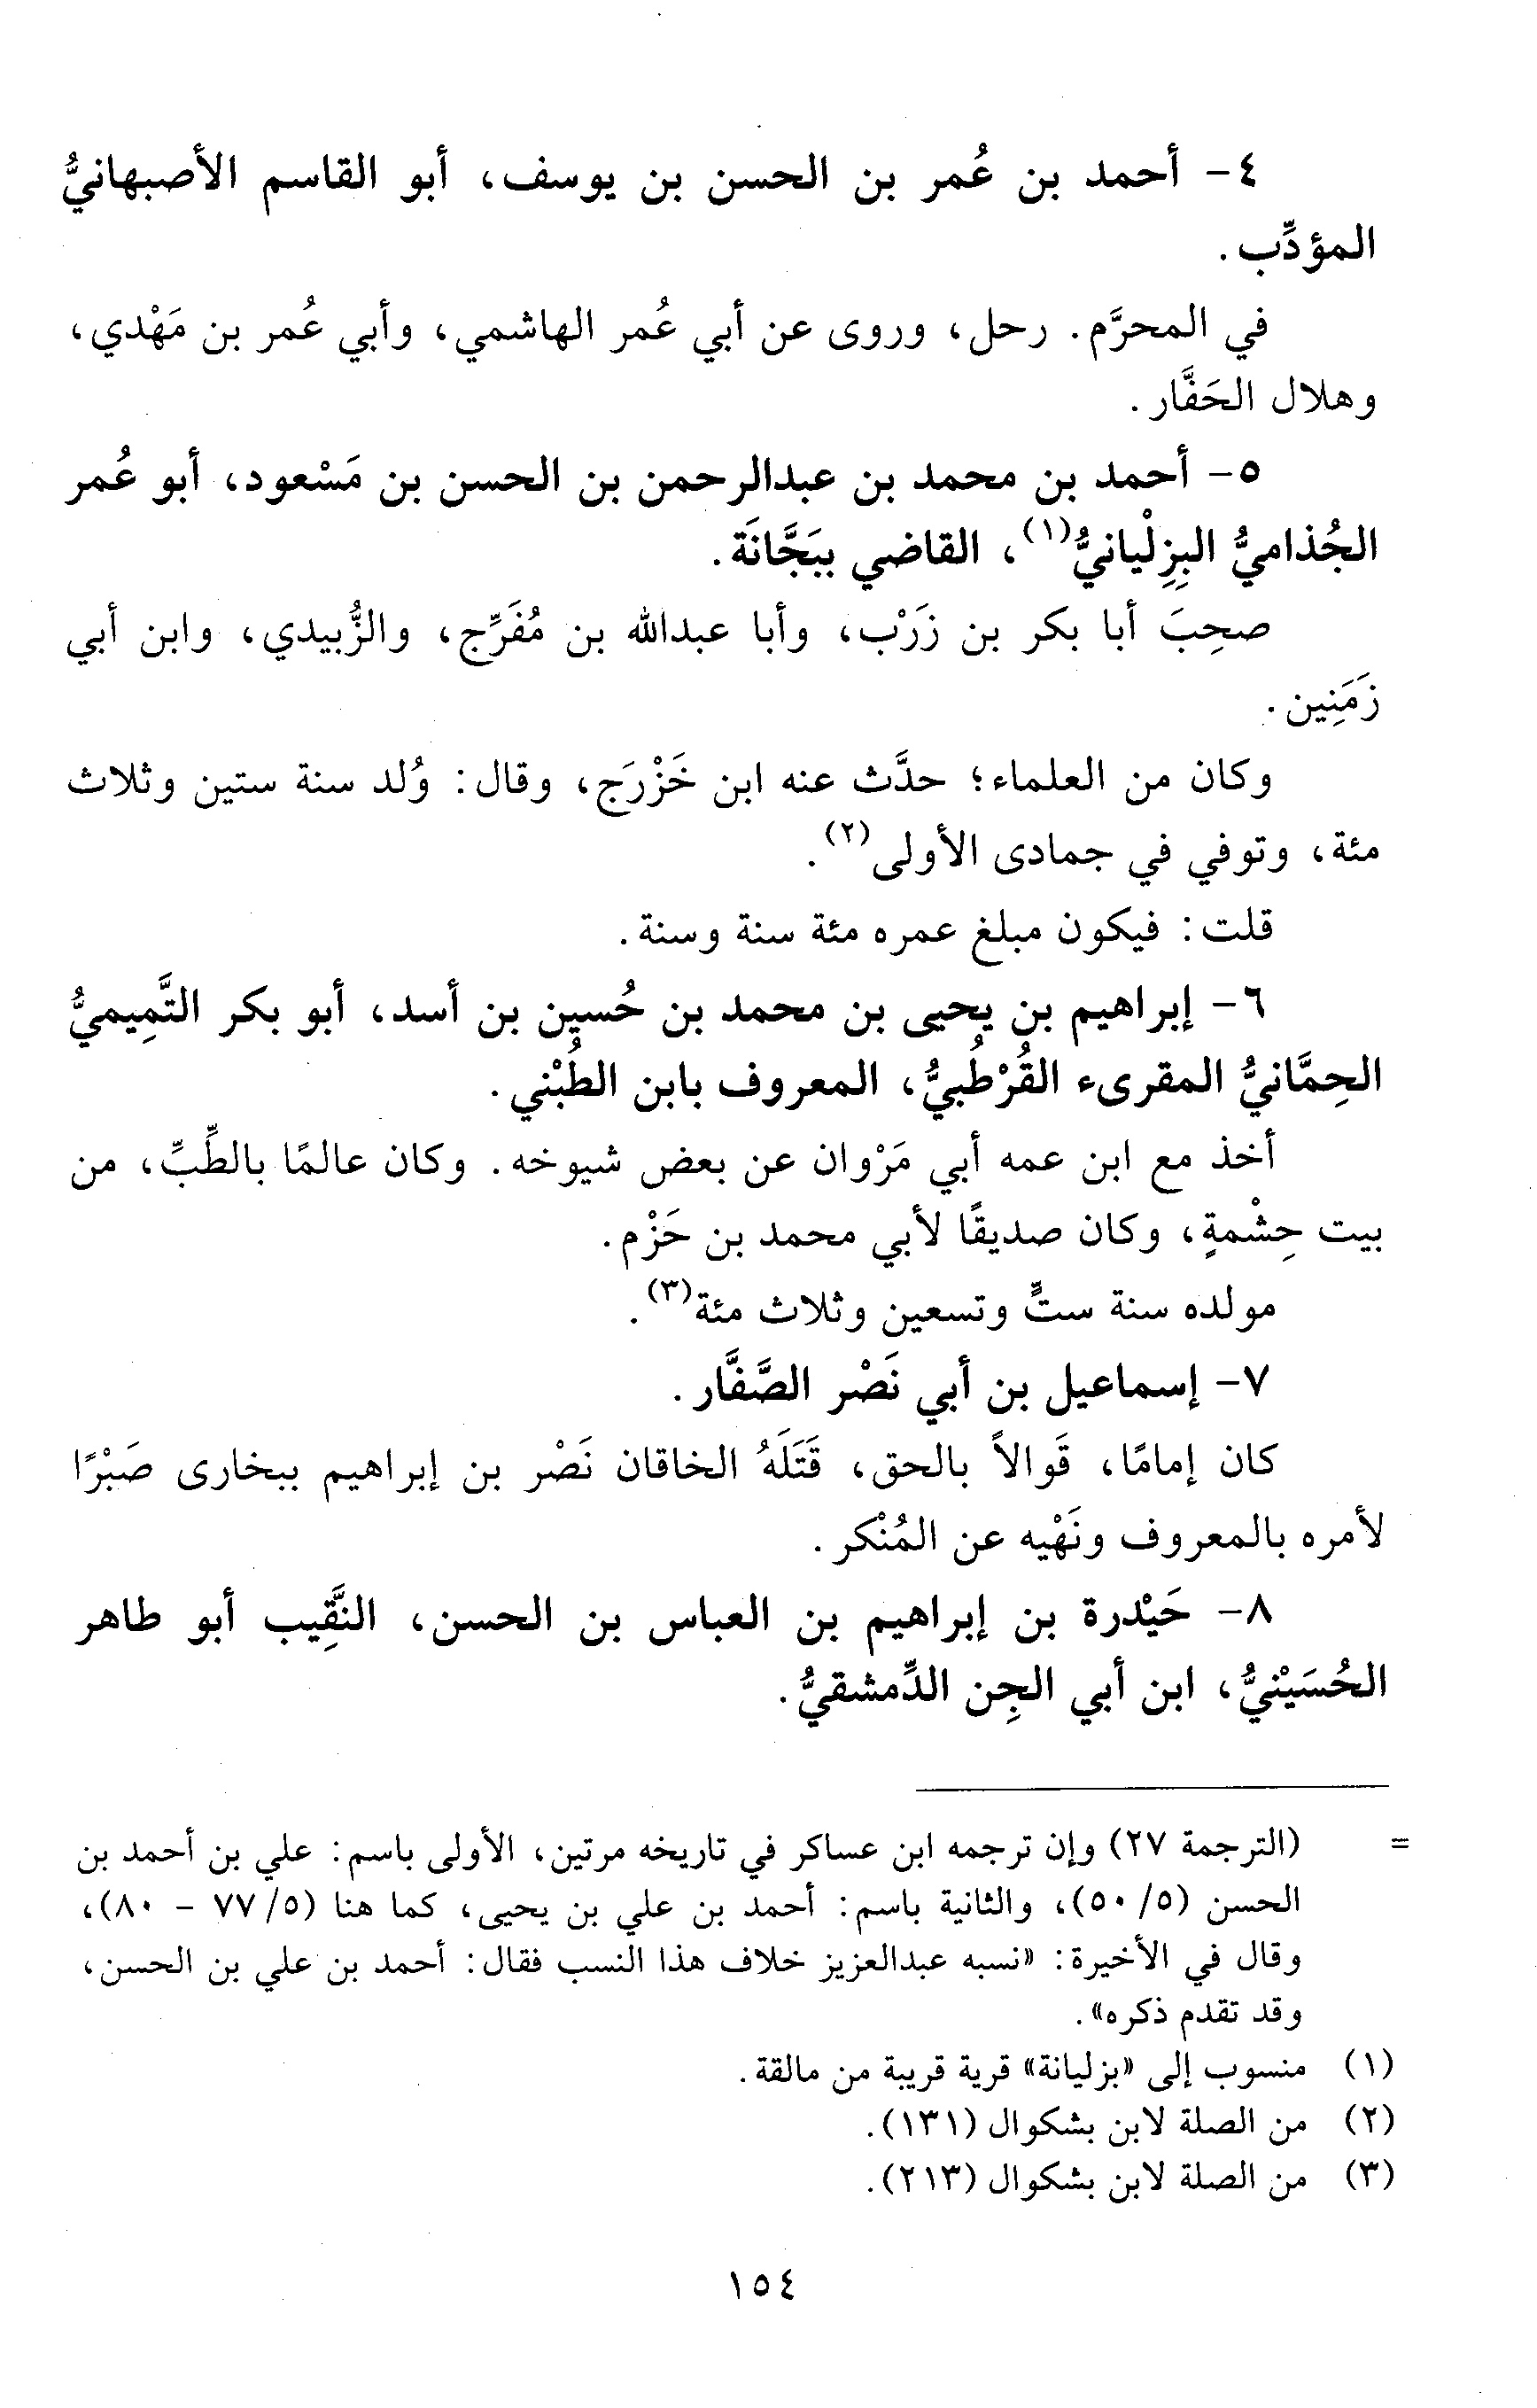 ٤- أحمد بن عُمر بن الحسن بن يوسف، أبو القاسم الأصبهانيُّ
المؤدِّب.
في المحرَّم. رحل، وروى عن أبي عُمر الهاشمي، وأبي عُمر بن مَهْدي،
وهلال الحَفَّار.
٥- أحمد بن محمد بن عبدالرحمن بن الحسن بن مَسْعود، أبو عُمر
الجُذاميُّ البِزِلْيانيُّ(١)، القاضي ببَجَّانَة.
صحِبَ أبا بكر بن زَرْب، وأبا عبدالله بن مُفَرِّج، والزُّبيدي، وابن أبي
زَمَنِين.
وكان من العلماء؛ حدَّث عنه ابن خَزْرَج، وقال: وُلد سنة ستين وثلاث
مئة، وتوفي في جمادى الأولى(٢).
قلت: فيكون مبلغ عمره مئة سنة وسنة.
٦- إبراهيم بن يحيى بن محمد بن حُسين بن أسد، أبو بكر التَّمِيميُّ
الحِمَّانيُّ المقرىء القُرْطُبيُّ، المعروف بابن الطُبْني.
أخذ مع ابن عمه أبي مَرْوان عن بعض شيوخه. وكان عالمًا بالطِّبِّ، من
بيت حِشْمةٍ، وكان صديقًا لأبي محمد بن حَزْم.
مولده سنة ستٍّ وتسعين وثلاث مئة(٣).
٧- إسماعيل بن أبي نَصْر الصَّفَّار.
كان إمامًا، قَوالاً بالحق، قَتَلَهُ الخاقان نَصْر بن إبراهيم ببخارى صَبْرًا
لأمره بالمعروف ونَهْيه عن المُنْكر.
٨- حَيْدرة بن إبراهيم بن العباس بن الحسن، النَّقِيب أبو طاهر
الحُسَيْنيُّ، ابن أبي الجِن الدِّمشقيُّ.
= (الترجمة ٢٧) وإن ترجمه ابن عساكر في تاريخه مرتين، الأولى باسم: علي بن أحمد بن
الحسن (٥/ ٥٠)، والثانية باسم: أحمد بن علي بن يحيى، كما هنا (٥/ ٧٧ - ٨٠)،
وقال في الأخيرة: «نسبه عبدالعزيز خلاف هذا النسب فقال: أحمد بن علي بن الحسن،
وقد تقدم ذكره».
(١) منسوب إلى «بزليانة» قرية قريبة من مالقة.
(٢) من الصلة لابن بشكوال (١٣١).
(٣) من الصلة لابن بشكوال (٢١٣).
١٥٤